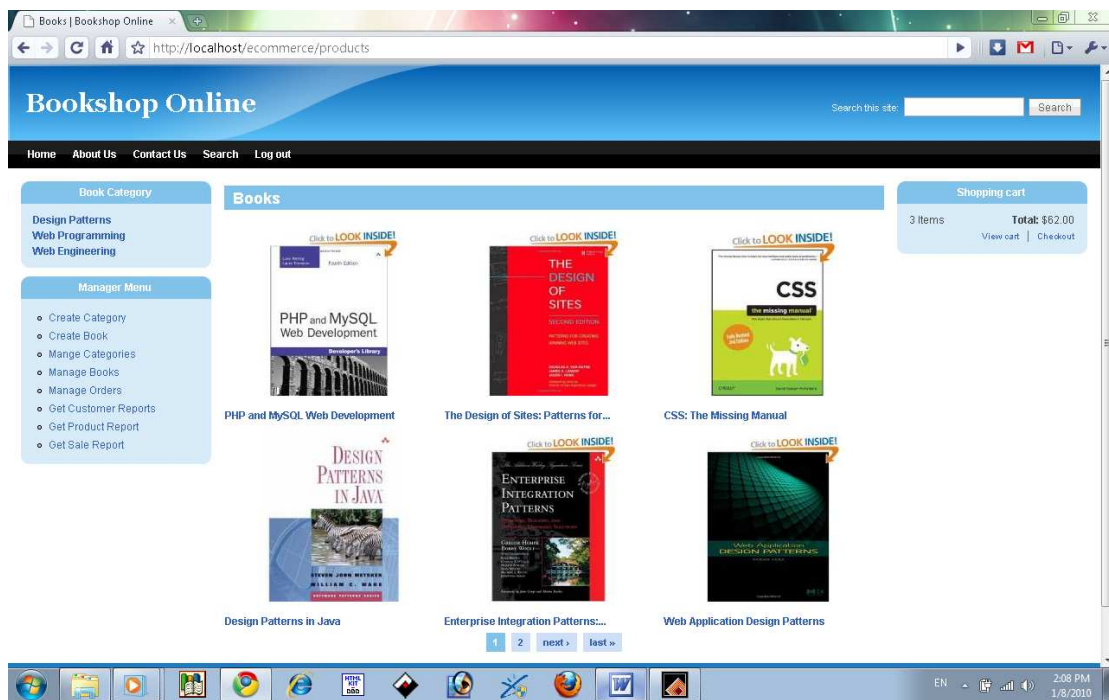 Books | Bookshop Online
http://localhost/ecommerce/products
Bookshop Online
Search this site:
Search
Home About Us Contact Us Search Log out
Book Category
Design Patterns
Web Programming
Web Engineering
Manager Menu
Create Category
Create Book
Mange Categories
Manage Books
Manage Orders
Get Customer Reports
Get Product Report
Get Sale Report
Books
Click to LOOK INSIDE!
Fourth Edition
PHP and MySQL
Web Development
Developer's Library
PHP and MySQL Web Development
Click to LOOK INSIDE!
THE
DESIGN
OF
SITES
SECOND EDITION
The Design of Sites: Patterns for...
Click to LOOK INSIDE!
CSS
the missing manual
CSS: The Missing Manual
DESIGN
PATTERNS
IN JAVA
STEVEN JOHN METSKER
WILLIAM C. WAKE
Design Patterns in Java
Click to LOOK INSIDE!
ENTERPRISE
INTEGRATION
PATTERNS
Enterprise Integration Patterns:...
Click to LOOK INSIDE!
Web Application
DESIGN PATTERNS
Web Application Design Patterns
1 2 next › last »
Shopping cart
3 Items Total: $62.00
View cart | Checkout
HTML
KIT
EN
2:08 PM
1/8/2010